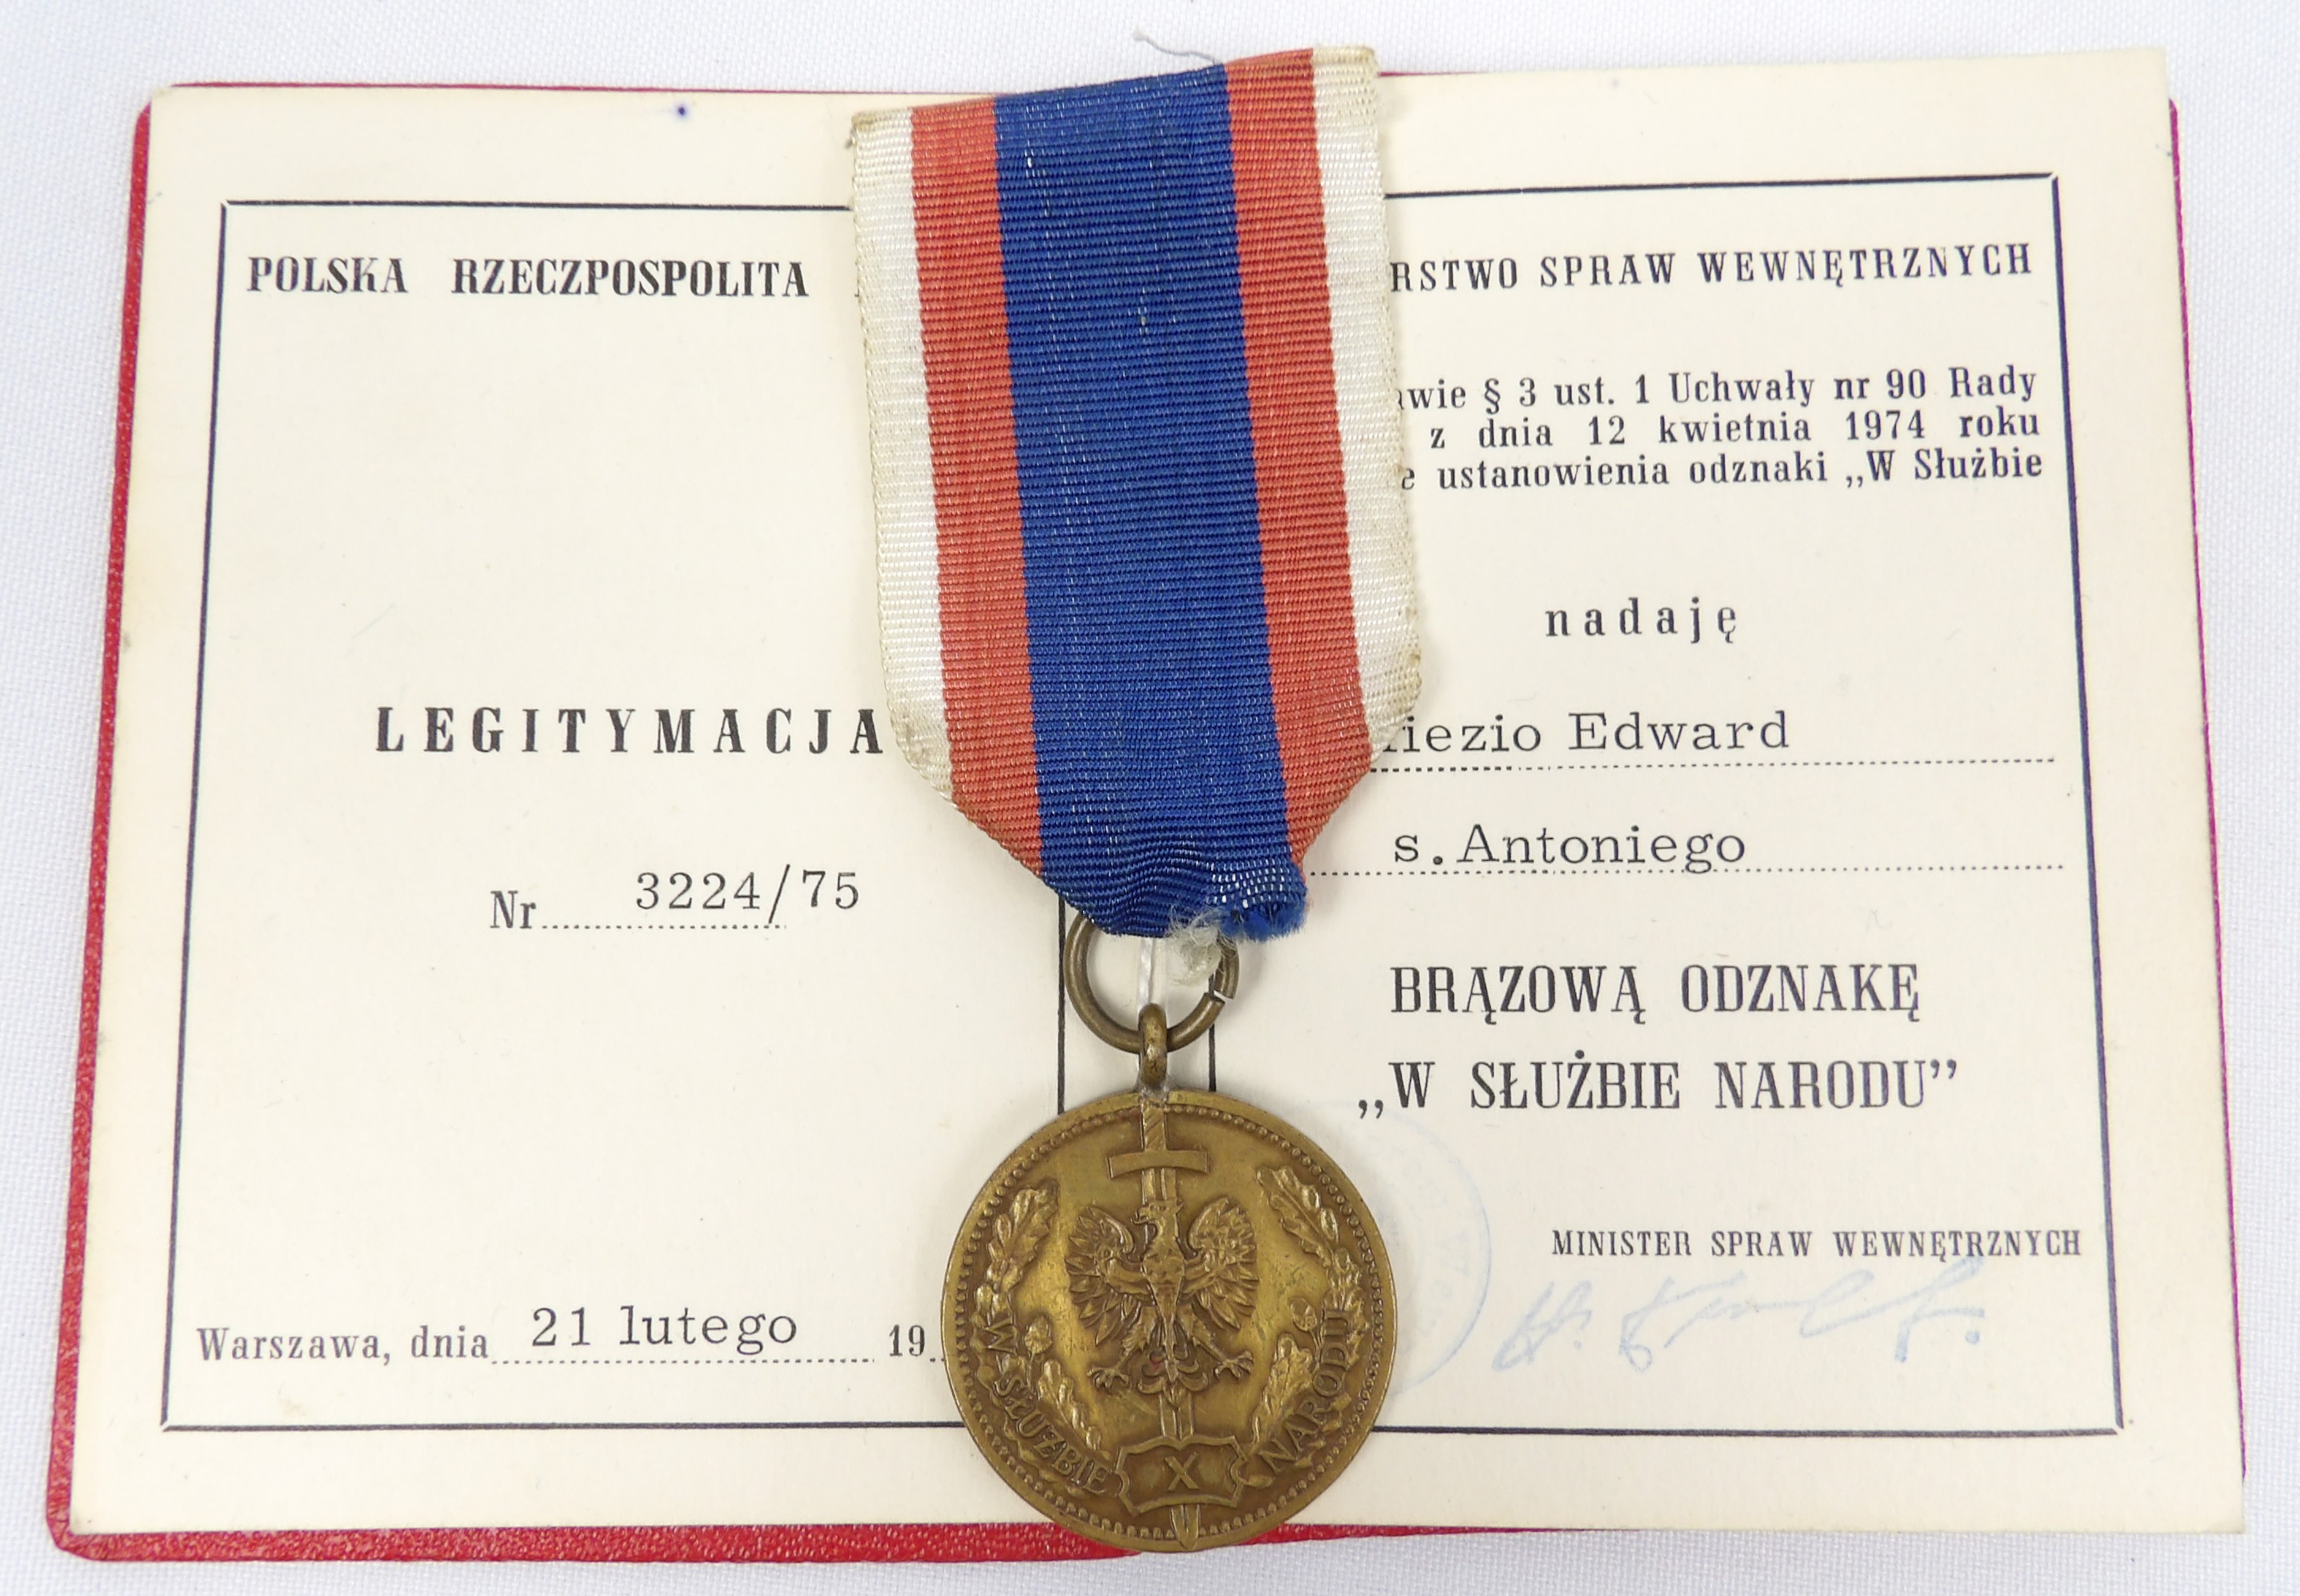 POLSKA RZECZPOSPOLITA
LEGITYMACJA
Nr 3224/75
Warszawa, dnia 21 lutego 19
RSTWO SPRAW WEWNĘTRZNYCH
wie § 3 ust. 1 Uchwały nr 90 Rady
z dnia 12 kwietnia 1974 roku
e ustanowienia odznaki „W Służbie
nadaję
iezio Edward
s. Antoniego
BRĄZOWĄ ODZNAKĘ
„W SŁUŻBIE NARODU”
MINISTER SPRAW WEWNĘTRZNYCH
W SŁUŻBIE NARODU
X